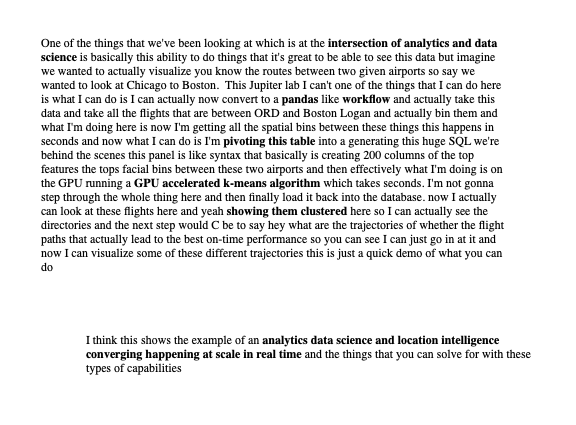 One of the things that we've been looking at which is at the intersection of analytics and data
science is basically this ability to do things that it's great to be able to see this data but imagine
we wanted to actually visualize you know the routes between two given airports so say we
wanted to look at Chicago to Boston.  This Jupiter lab I can't one of the things that I can do here
is what I can do is I can actually now convert to a pandas like workflow and actually take this
data and take all the flights that are between ORD and Boston Logan and actually bin them and
what I'm doing here is now I'm getting all the spatial bins between these things this happens in
seconds and now what I can do is I'm pivoting this table into a generating this huge SQL we're
behind the scenes this panel is like syntax that basically is creating 200 columns of the top
features the tops facial bins between these two airports and then effectively what I'm doing is on
the GPU running a GPU accelerated k-means algorithm which takes seconds. I'm not gonna
step through the whole thing here and then finally load it back into the database. now I actually
can look at these flights here and yeah showing them clustered here so I can actually see the
directories and the next step would C be to say hey what are the trajectories of whether the flight
paths that actually lead to the best on-time performance so you can see I can just go in at it and
now I can visualize some of these different trajectories this is just a quick demo of what you can
do
I think this shows the example of an analytics data science and location intelligence
converging happening at scale in real time and the things that you can solve for with these
types of capabilities